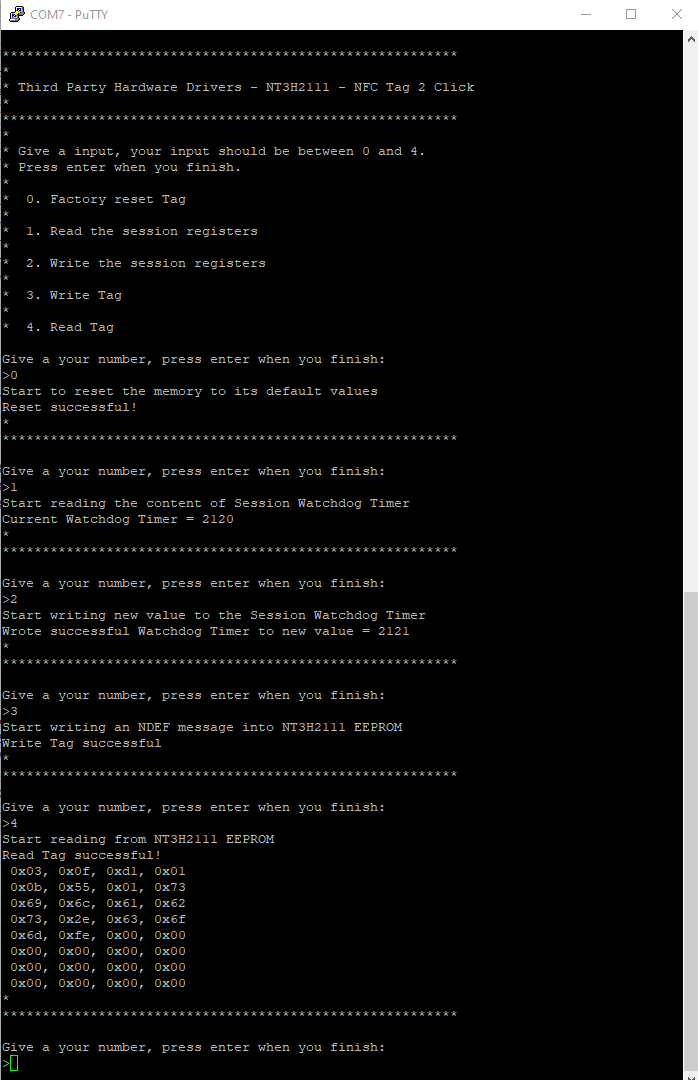 COM7 - PuTTY
*********************************************************
*
* Third Party Hardware Drivers - NT3H2111 - NFC Tag 2 Click
*
*********************************************************
*
* Give a input, your input should be between 0 and 4.
* Press enter when you finish.
*
*  0. Factory reset Tag
*
*  1. Read the session registers
*
*  2. Write the session registers
*
*  3. Write Tag
*
*  4. Read Tag
Give a your number, press enter when you finish:
>0
Start to reset the memory to its default values
Reset successful!
*
*********************************************************
Give a your number, press enter when you finish:
>1
Start reading the content of Session Watchdog Timer
Current Watchdog Timer = 2120
*
*********************************************************
Give a your number, press enter when you finish:
>2
Start writing new value to the Session Watchdog Timer
Wrote successful Watchdog Timer to new value = 2121
*
*********************************************************
Give a your number, press enter when you finish:
>3
Start writing an NDEF message into NT3H2111 EEPROM
Write Tag successful
*
*********************************************************
Give a your number, press enter when you finish:
>4
Start reading from NT3H2111 EEPROM
Read Tag successful!
0x03, 0x0f, 0xd1, 0x01
0x0b, 0x55, 0x01, 0x73
0x69, 0x6c, 0x61, 0x62
0x73, 0x2e, 0x63, 0x6f
0x6d, 0xfe, 0x00, 0x00
0x00, 0x00, 0x00, 0x00
0x00, 0x00, 0x00, 0x00
0x00, 0x00, 0x00, 0x00
*
*********************************************************
Give a your number, press enter when you finish:
>